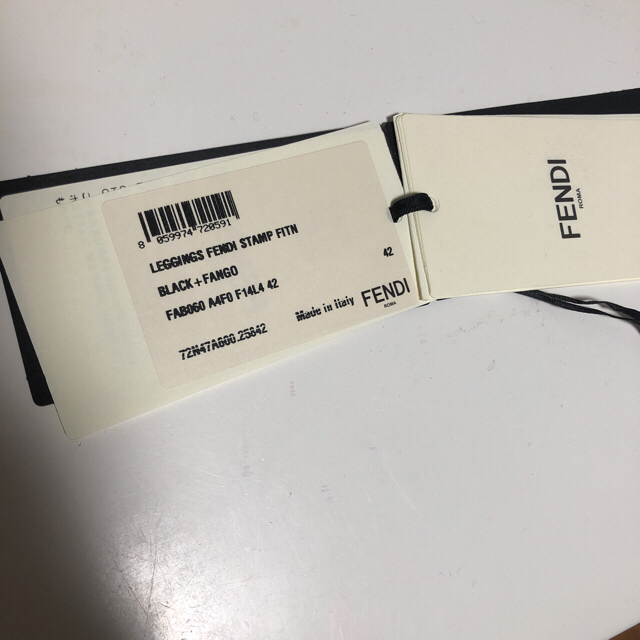 8 059974 720591
LEGGINGS FENDI STAMP FITN
BLACK+FANGO 42
FAB060 A4F0 F14L4 42
72N47A600.25842
Made in Italy FENDI
ROMA
FENDI
ROMA